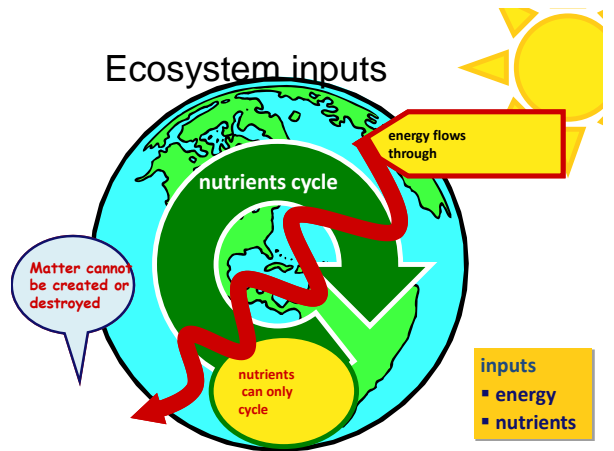 Ecosystem inputs
energy flows
through
nutrients cycle
Matter cannot
be created or
destroyed
nutrients
can only
cycle
inputs
▪ energy
▪ nutrients